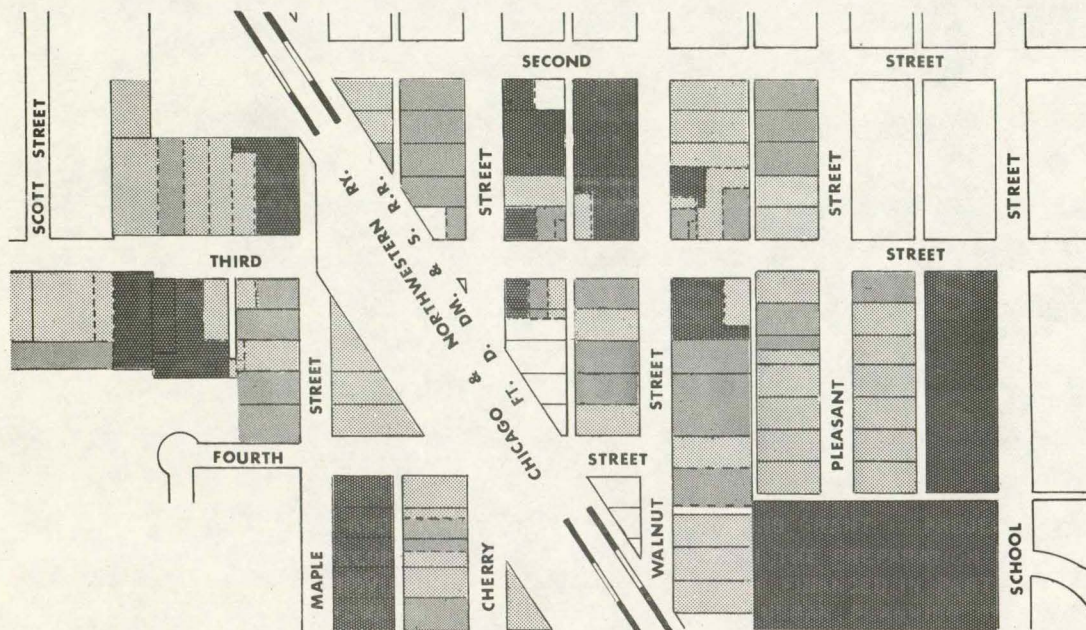 SECOND STREET
SCOTT STREET
STREET
STREET
STREET
CHICAGO & NORTHWESTERN RY.
FT. D. DM. & S. R.R.
THIRD STREET
MAPLE STREET
CHERRY
WALNUT STREET
PLEASANT
SCHOOL
FOURTH STREET